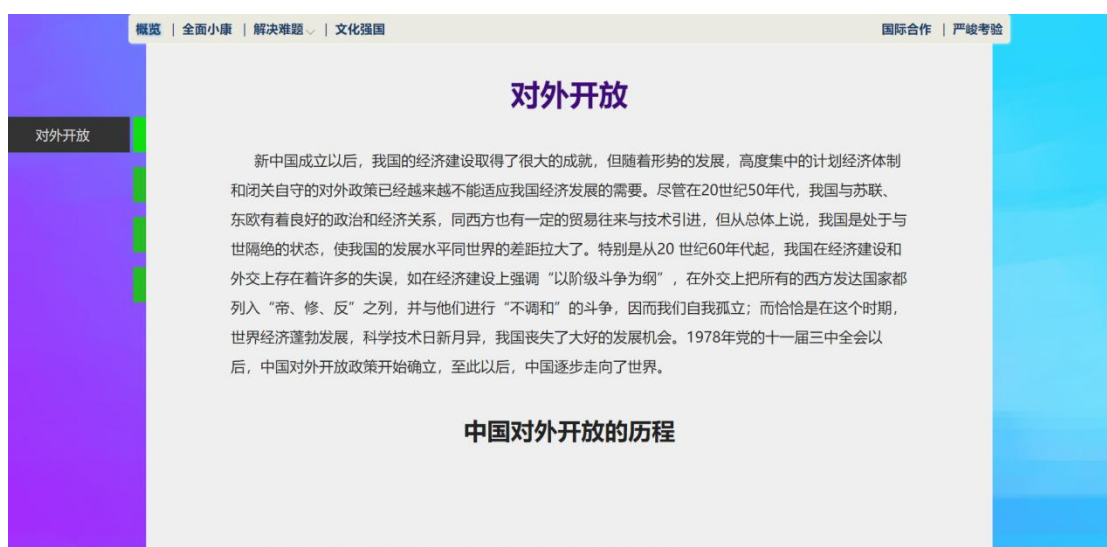 概览 | 全面小康 | 解决难题 | 文化强国 国际合作 | 严峻考验
对外开放
对外开放
新中国成立以后，我国的经济建设取得了很大的成就，但随着形势的发展，高度集中的计划经济体制
和闭关自守的对外政策已经越来越不能适应我国经济发展的需要。尽管在20世纪50年代，我国与苏联、
东欧有着良好的政治和经济关系，同西方也有一定的贸易往来与技术引进，但从总体上说，我国是处于与
世隔绝的状态，使我国的发展水平同世界的差距拉大了。特别是从20 世纪60年代起，我国在经济建设和
外交上存在着许多的失误，如在经济建设上强调“以阶级斗争为纲”，在外交上把所有的西方发达国家都
列入“帝、修、反”之列，并与他们进行“不调和”的斗争，因而我们自我孤立；而恰恰是在这个时期，
世界经济蓬勃发展，科学技术日新月异，我国丧失了大好的发展机会。1978年党的十一届三中全会以
后，中国对外开放政策开始确立，至此以后，中国逐步走向了世界。
中国对外开放的历程